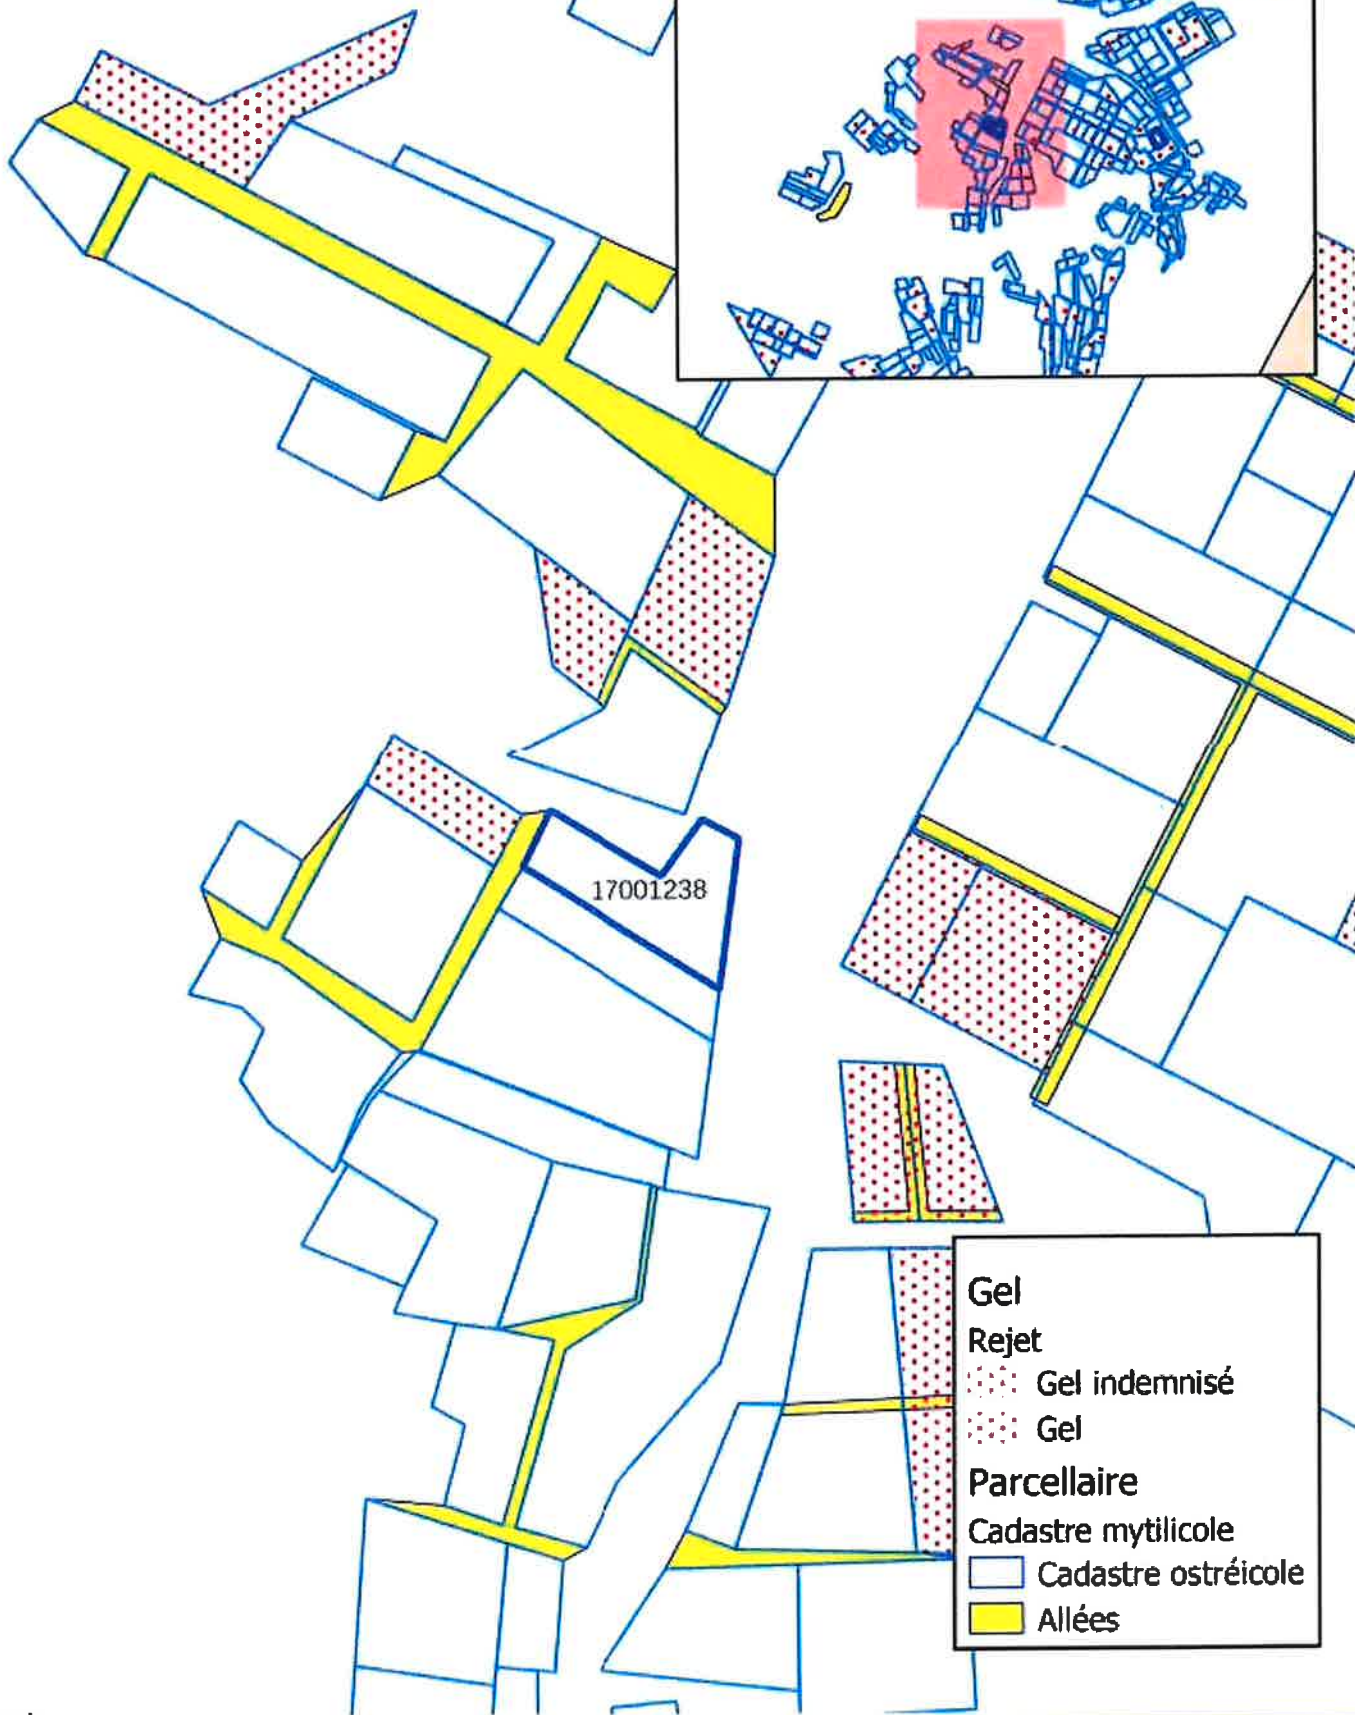 17001238
Gel
Rejet
Gel indemnisé
Gel
Parcellaire
Cadastre mytilicole
Cadastre ostréicole
Allées